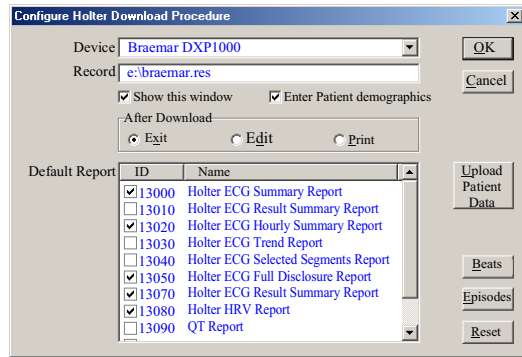 Configure Holter Download Procedure
Device Braemar DXP1000 OK
Record e:\braemar.res Cancel
Show this window Enter Patient demographics
After Download
Exit Edit Print
Default Report ID Name
13000 Holter ECG Summary Report
13010 Holter ECG Result Summary Report
13020 Holter ECG Hourly Summary Report
13030 Holter ECG Trend Report
13040 Holter ECG Selected Segments Report
13050 Holter ECG Full Disclosure Report
13070 Holter ECG Result Summary Report
13080 Holter HRV Report
13090 QT Report
Upload
Patient
Data
Beats
Episodes
Reset